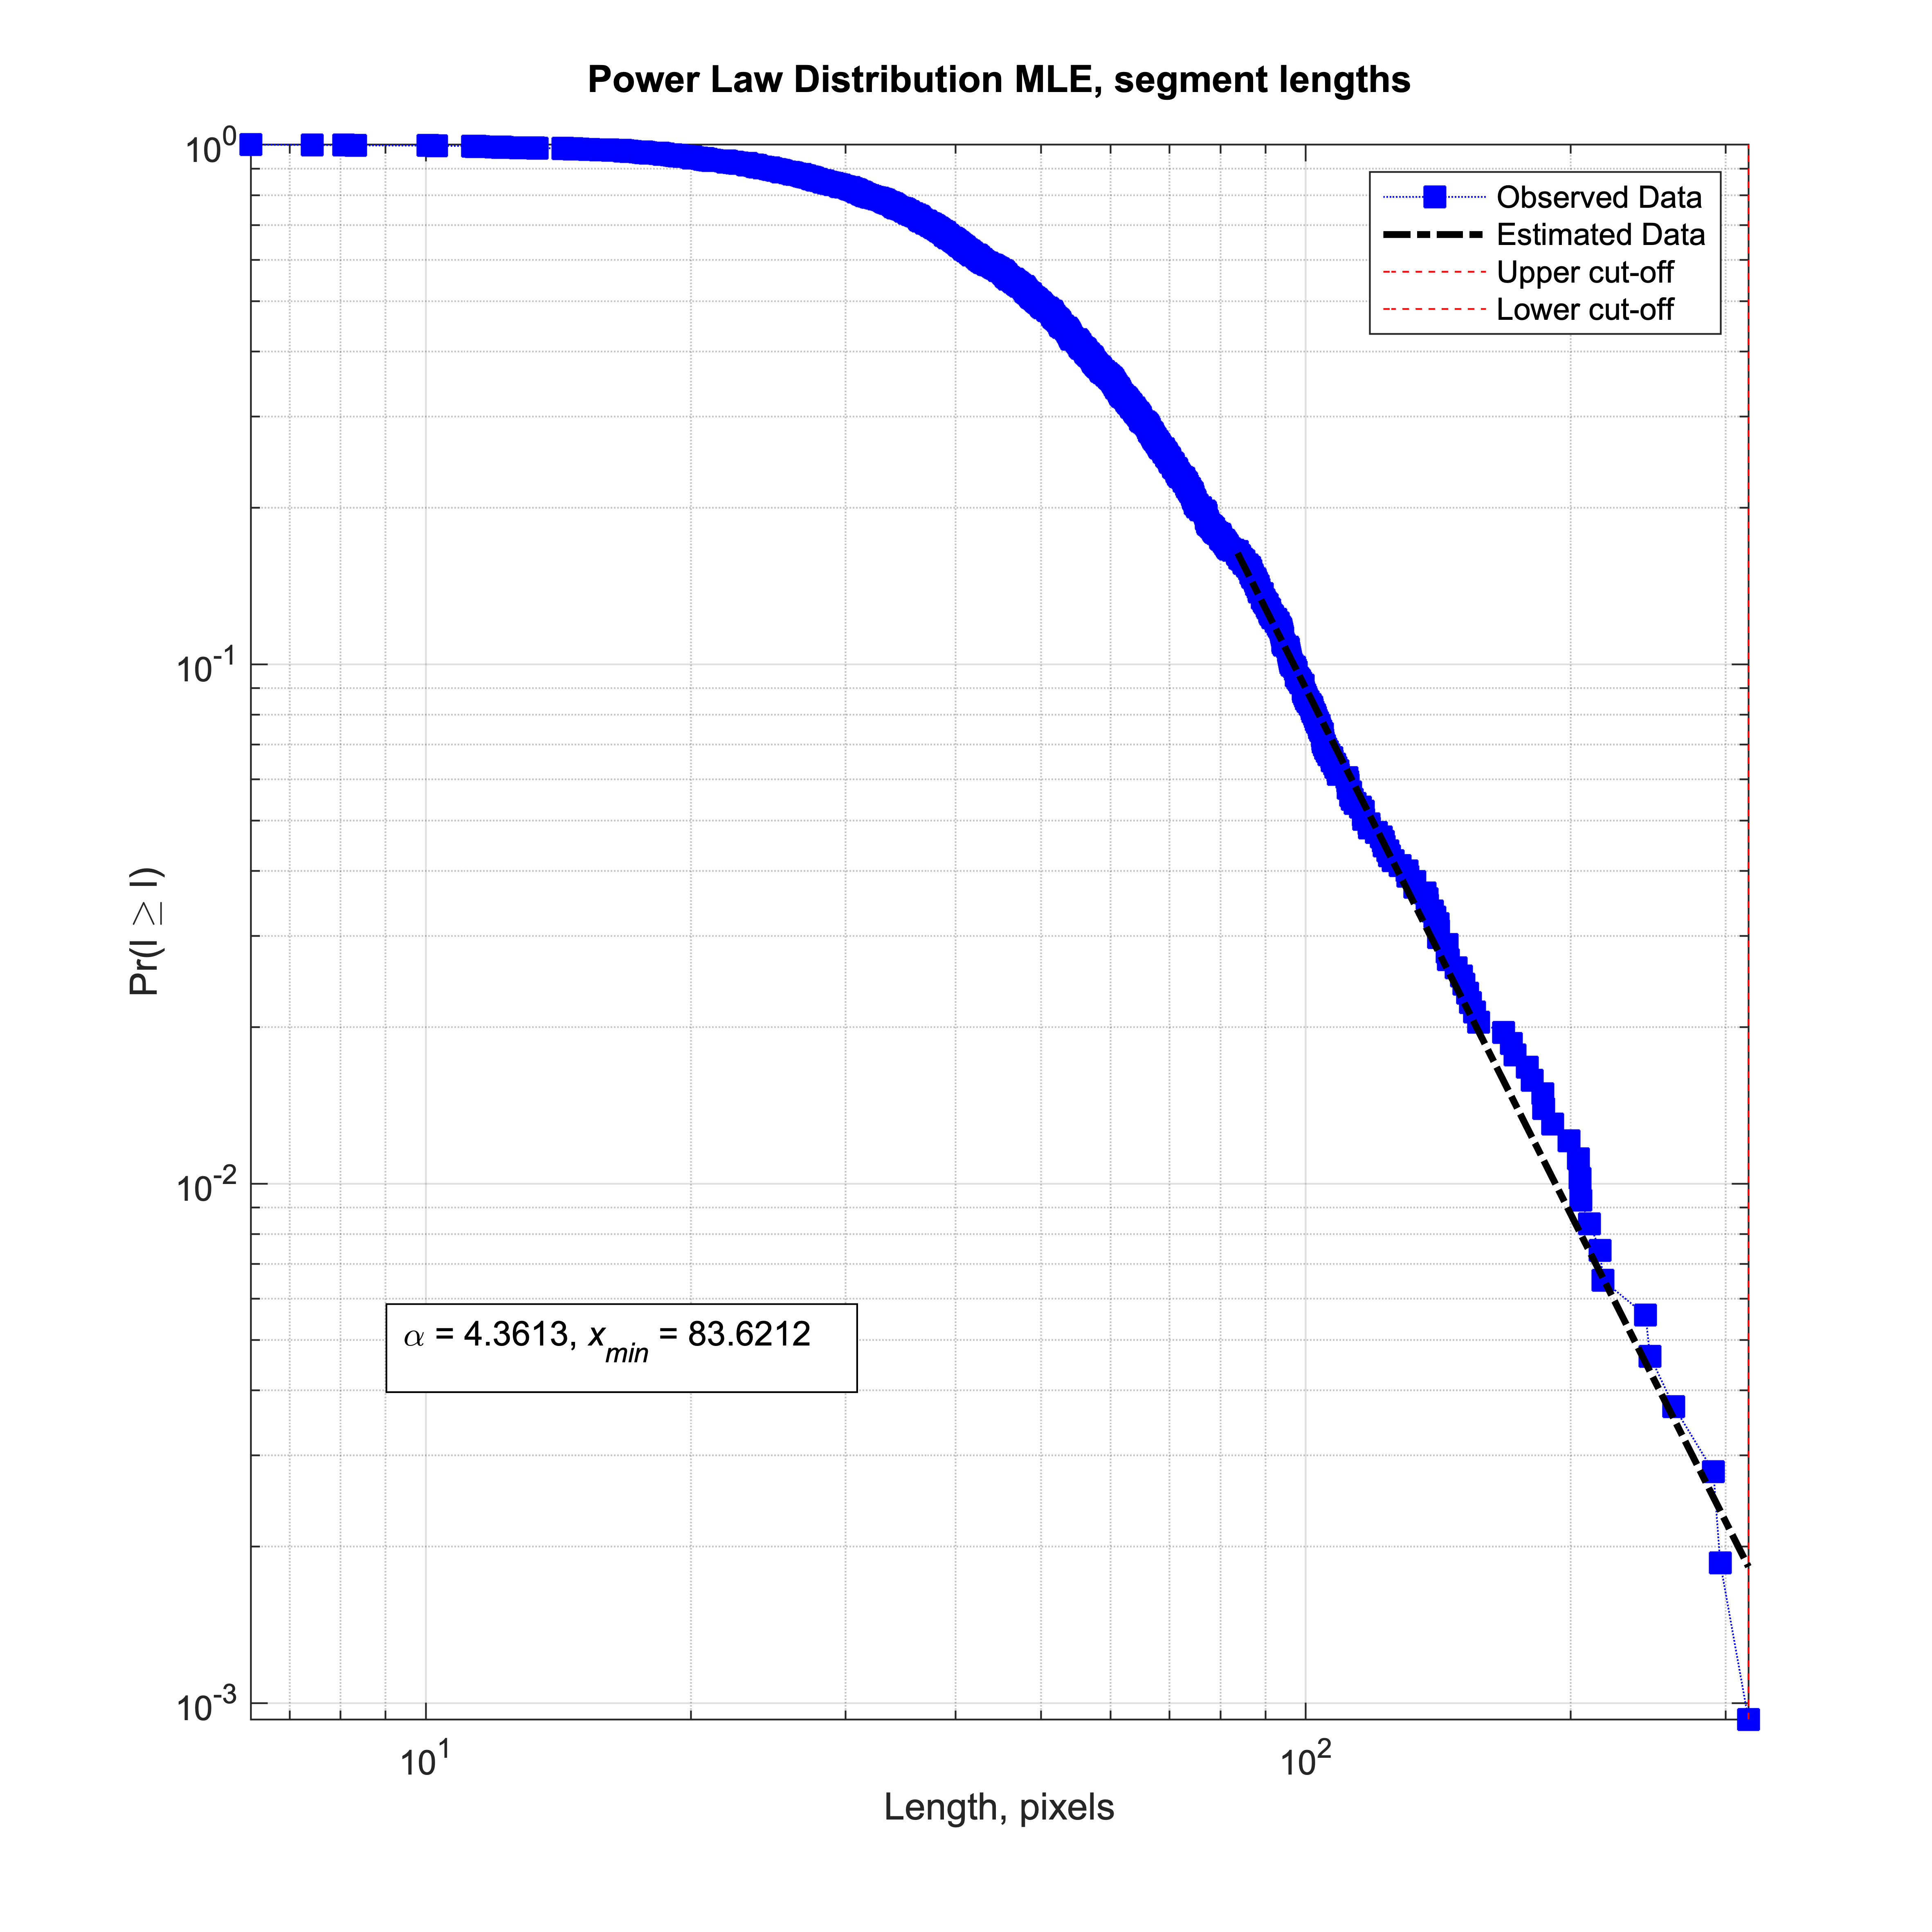 Power Law Distribution MLE, segment lengths
10^0
10^-1
10^-2
10^-3
Pr(I ≥ I)
Observed Data
Estimated Data
Upper cut-off
Lower cut-off
α = 4.3613, x_min = 83.6212
10^1
10^2
Length, pixels